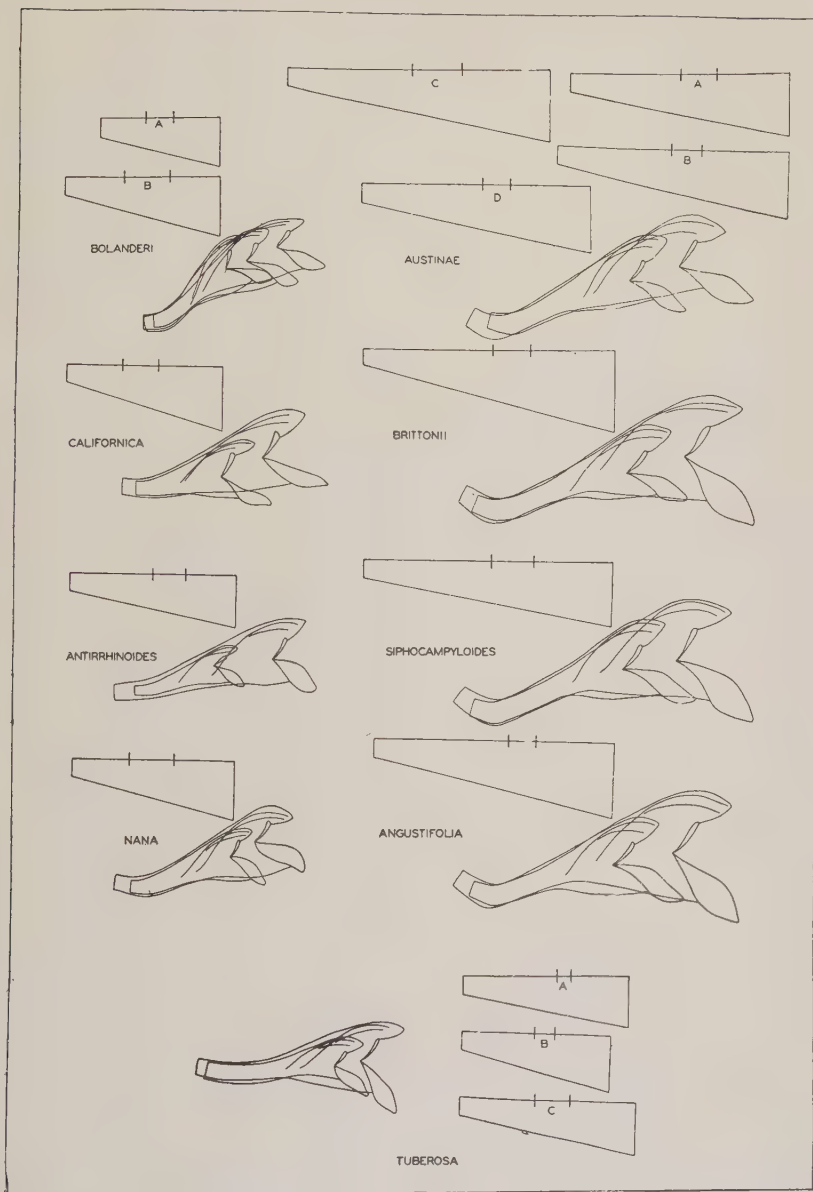 C
A
A
B
B
D
BOLANDERI
AUSTINAE
CALIFORNICA
BRITTONII
ANTIRRHINOIDES
SIPHOCAMPYLOIDES
NANA
ANGUSTIFOLIA
A
B
C
TUBEROSA